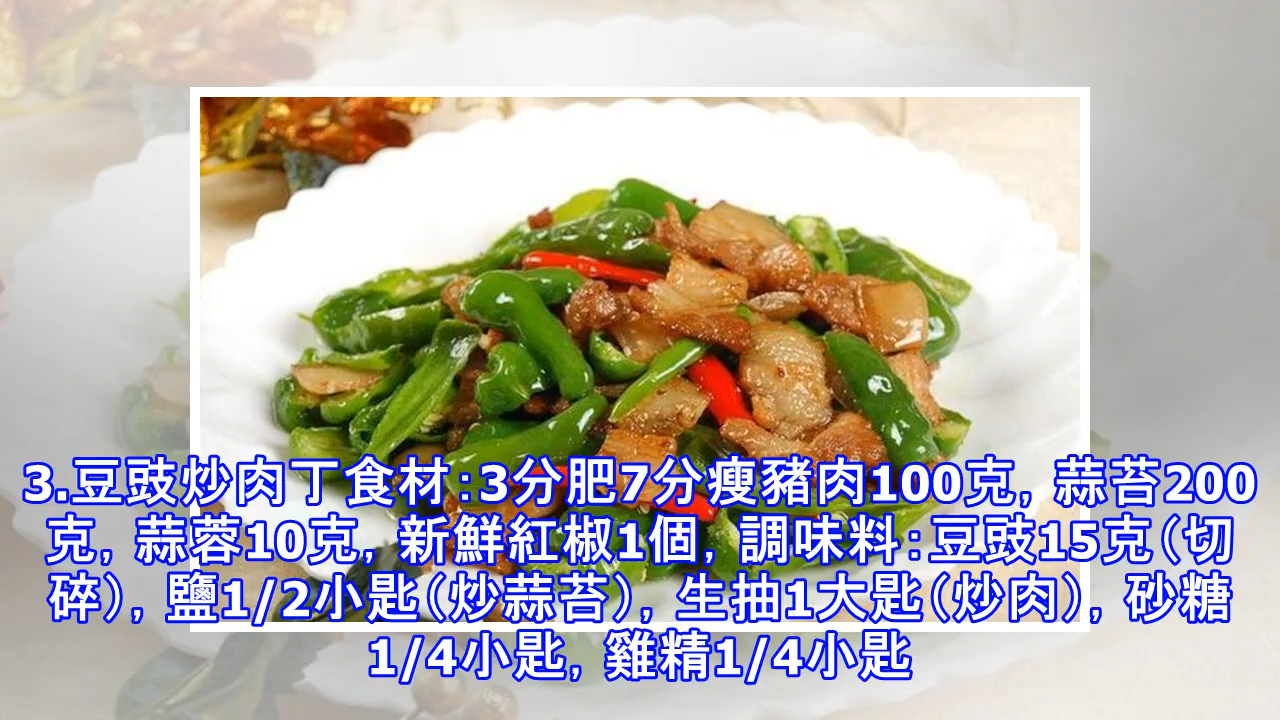 3.豆豉炒肉丁食材：3分肥7分瘦豬肉100克，蒜苔200
克，蒜蓉10克，新鮮紅椒1個，調味料：豆豉15克（切
碎），鹽1/2小匙（炒蒜苔），生抽1大匙（炒肉），砂糖
1/4小匙，雞精1/4小匙